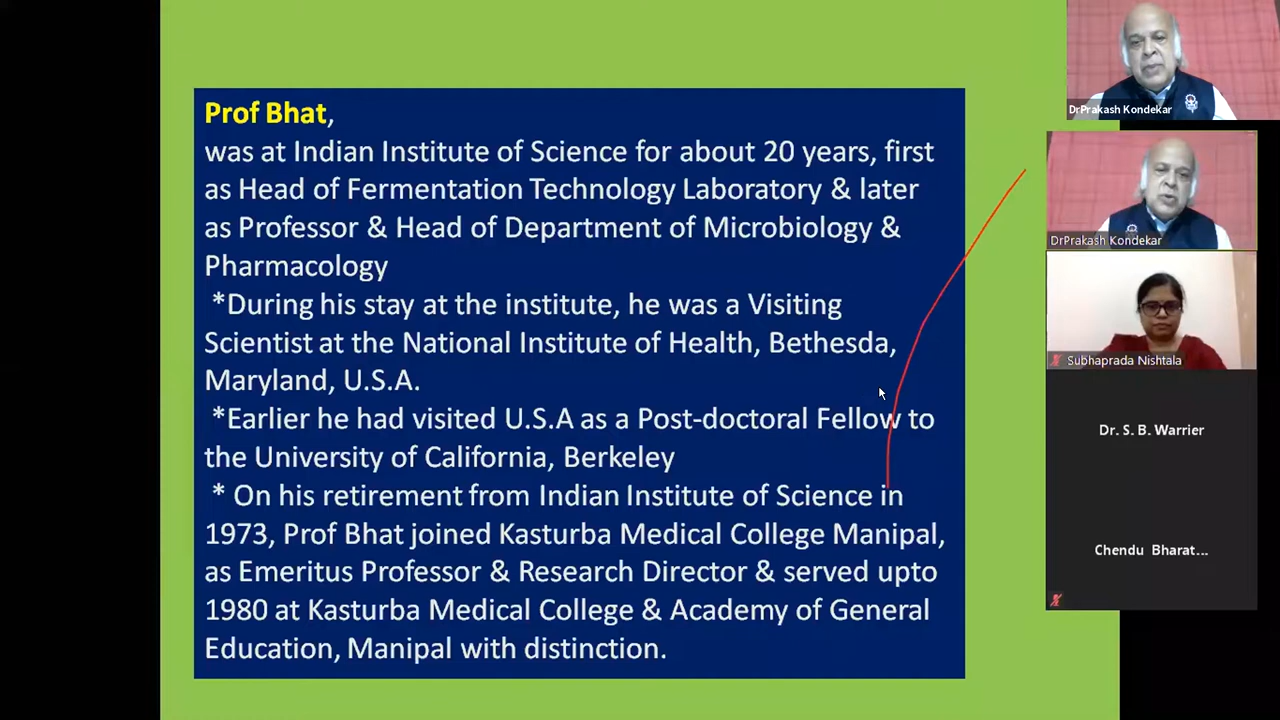 Prof Bhat,
was at Indian Institute of Science for about 20 years, first
as Head of Fermentation Technology Laboratory & later
as Professor & Head of Department of Microbiology &
Pharmacology
*During his stay at the institute, he was a Visiting
Scientist at the National Institute of Health, Bethesda,
Maryland, U.S.A.
*Earlier he had visited U.S.A as a Post-doctoral Fellow to
the University of California, Berkeley
* On his retirement from Indian Institute of Science in
1973, Prof Bhat joined Kasturba Medical College Manipal,
as Emeritus Professor & Research Director & served upto
1980 at Kasturba Medical College & Academy of General
Education, Manipal with distinction.
DrPrakash Kondekar
DrPrakash Kondekar
Subhaprada Nishtala
Dr. S. B. Warrier
Chendu Bharat...